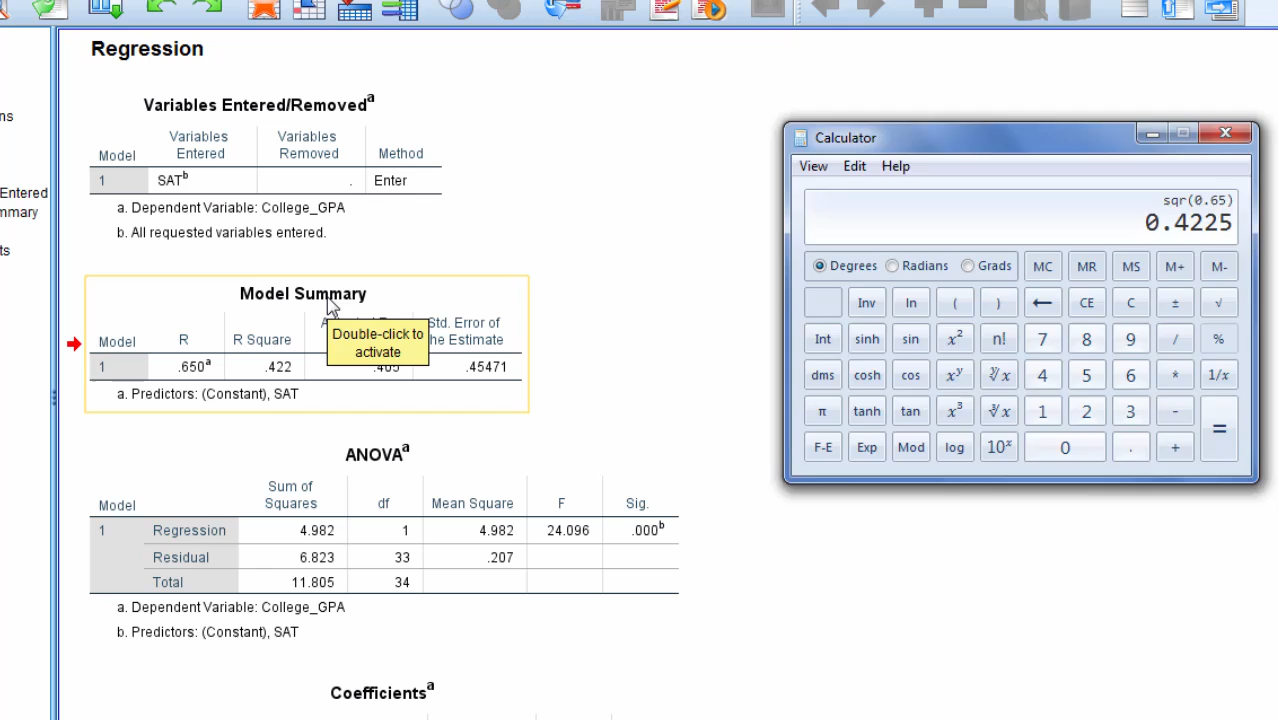 Regression
ns
Entered
mmary
ts
Variables Entered/Removedᵃ
Model Variables Entered Variables Removed Method
1 SATᵇ . Enter
a. Dependent Variable: College_GPA
b. All requested variables entered.
Model Summary
Model R R Square Std. Error of the Estimate
1 .650ᵃ .422 .405 .45471
a. Predictors: (Constant), SAT
Double-click to
activate
ANOVAᵃ
Model Sum of Squares df Mean Square F Sig.
1 Regression 4.982 1 4.982 24.096 .000ᵇ
Residual 6.823 33 .207
Total 11.805 34
a. Dependent Variable: College_GPA
b. Predictors: (Constant), SAT
Coefficientsᵃ
Calculator
View Edit Help
sqr(0.65)
0.4225
Degrees Radians Grads MC MR MS M+ M-
Inv ln ( ) ← CE C ± √
Int sinh sin x² n! 7 8 9 / %
dms cosh cos xʸ ʸ√x 4 5 6 * 1/x
π tanh tan x³ ³√x 1 2 3 - =
F-E Exp Mod log 10ˣ 0 . +